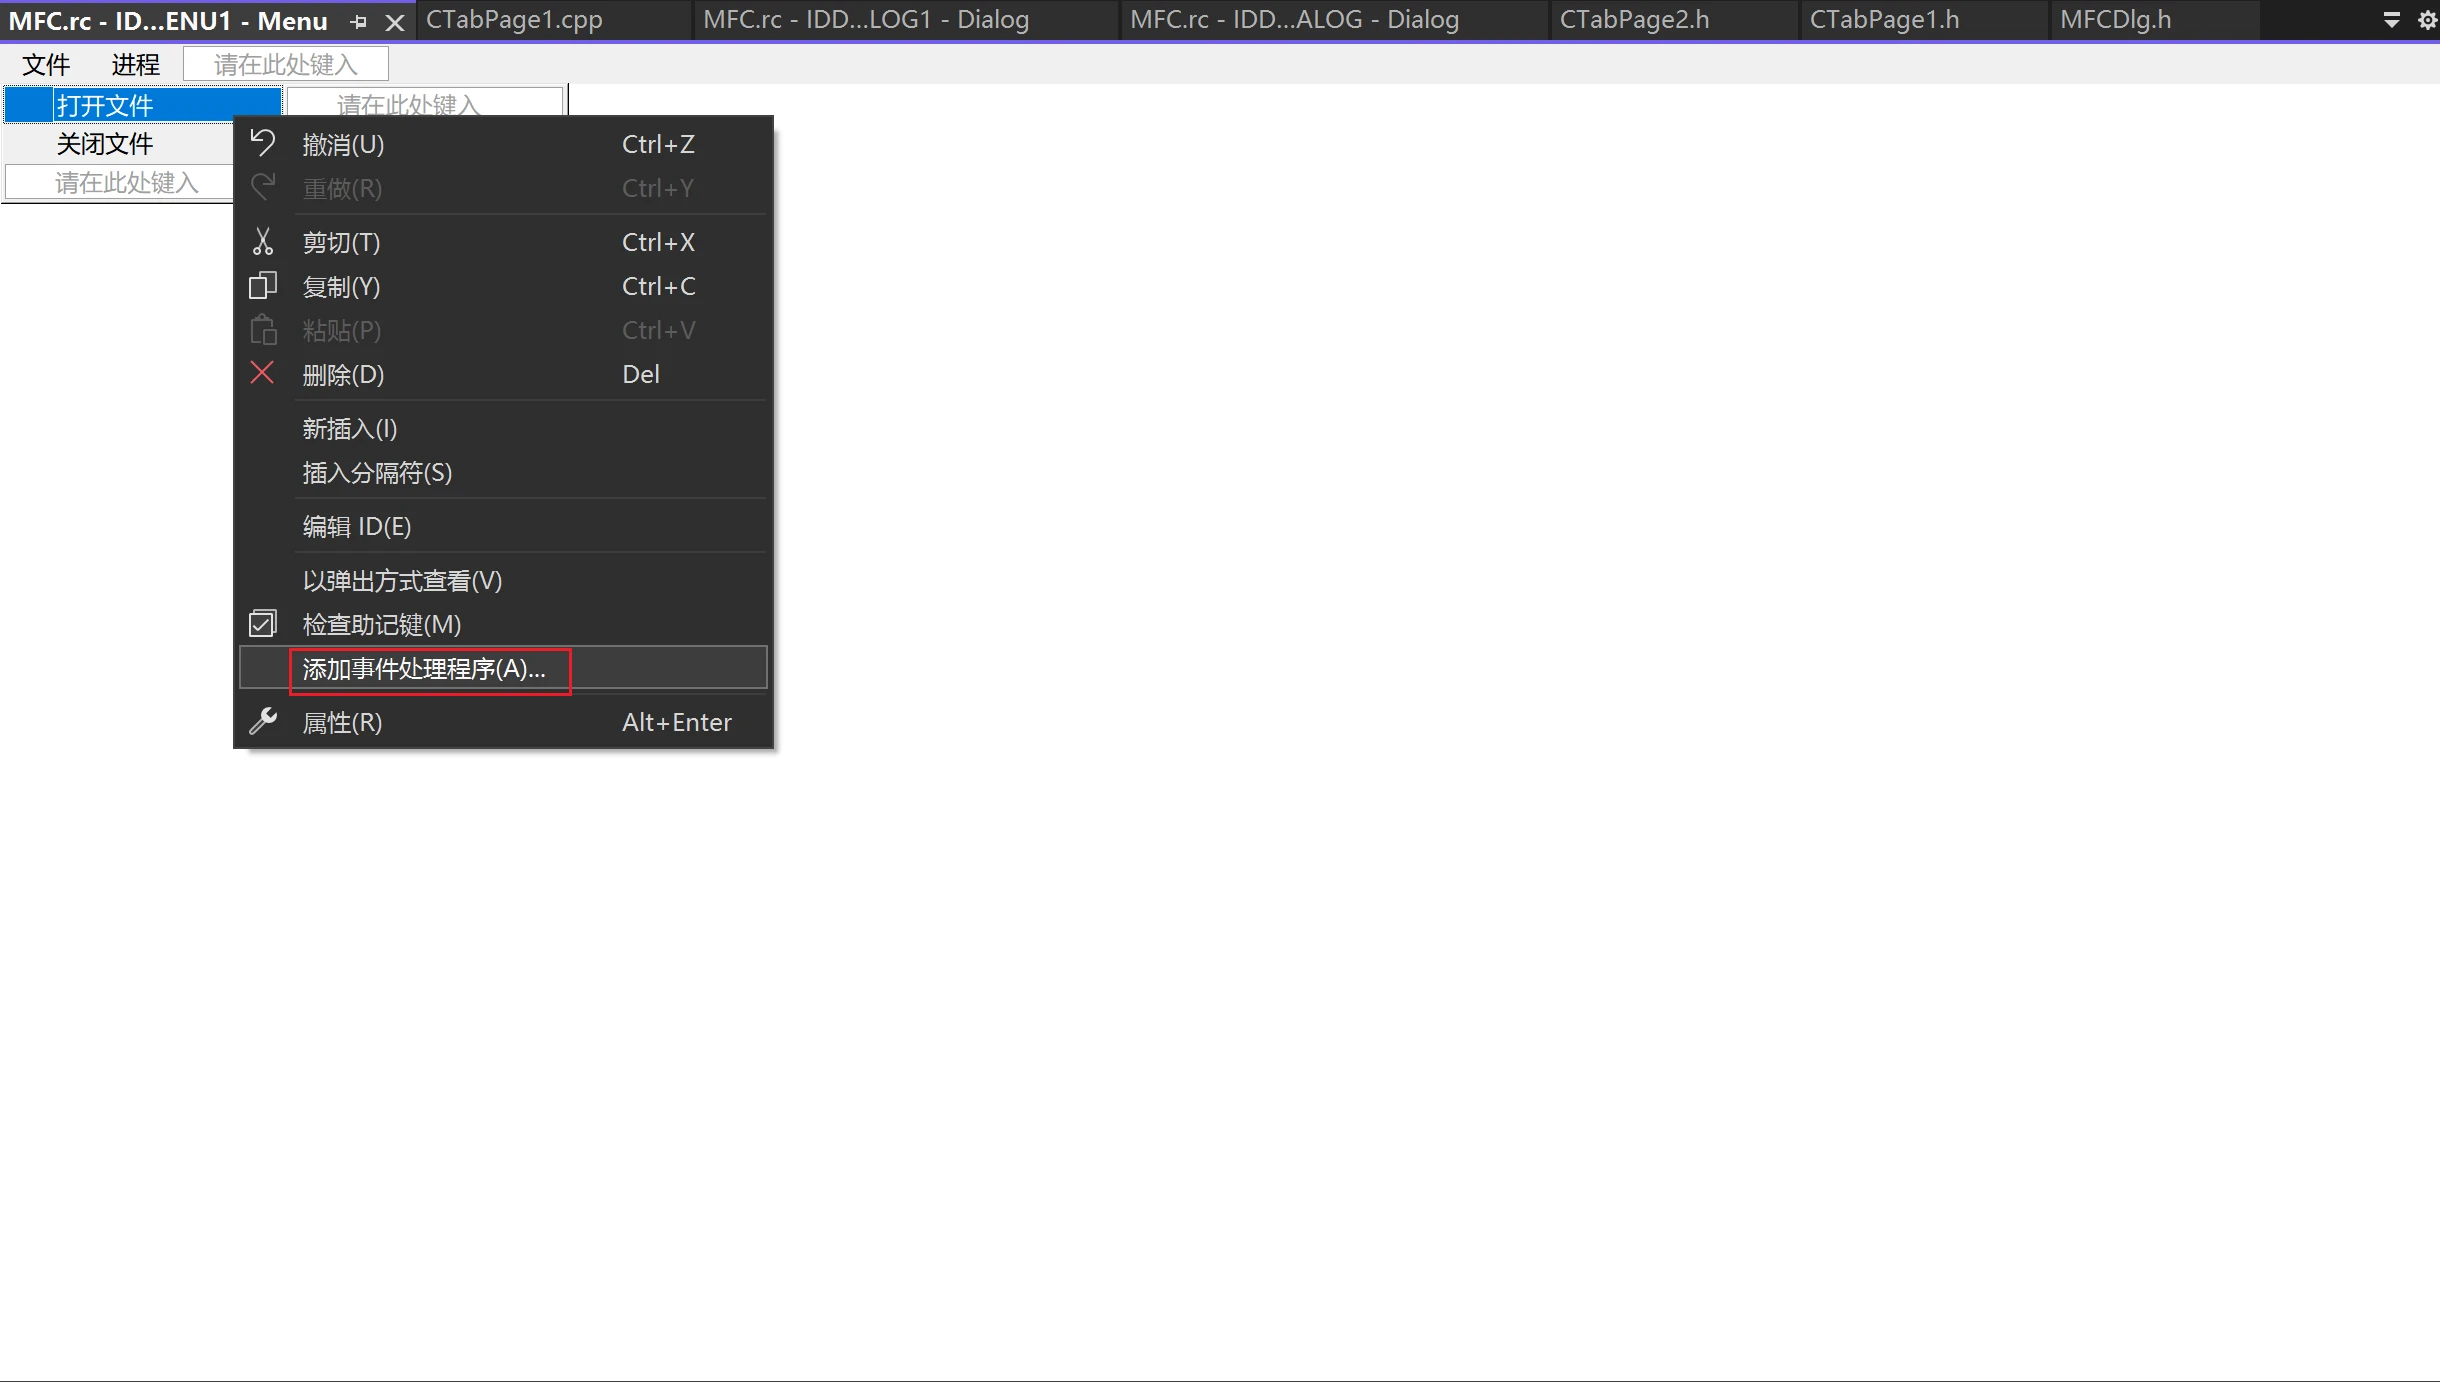 MFC.rc - ID...ENU1 - Menu CTabPage1.cpp MFC.rc - IDD...LOG1 - Dialog MFC.rc - IDD...ALOG - Dialog CTabPage2.h CTabPage1.h MFCDlg.h
文件 进程 请在此处键入
打开文件 请在此处键入
关闭文件
请在此处键入
撤消(U) Ctrl+Z
重做(R) Ctrl+Y
剪切(T) Ctrl+X
复制(Y) Ctrl+C
粘贴(P) Ctrl+V
删除(D) Del
新插入(I)
插入分隔符(S)
编辑 ID(E)
以弹出方式查看(V)
检查助记键(M)
添加事件处理程序(A)...
属性(R) Alt+Enter